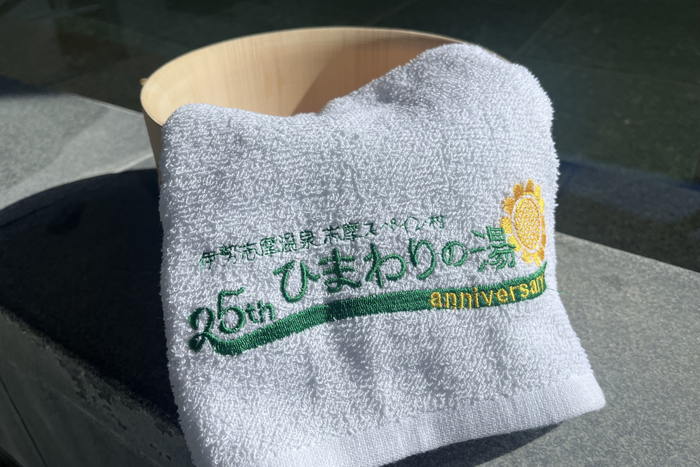 伊勢志摩温泉 志摩スペイン村
ひまわりの湯
25th anniversary